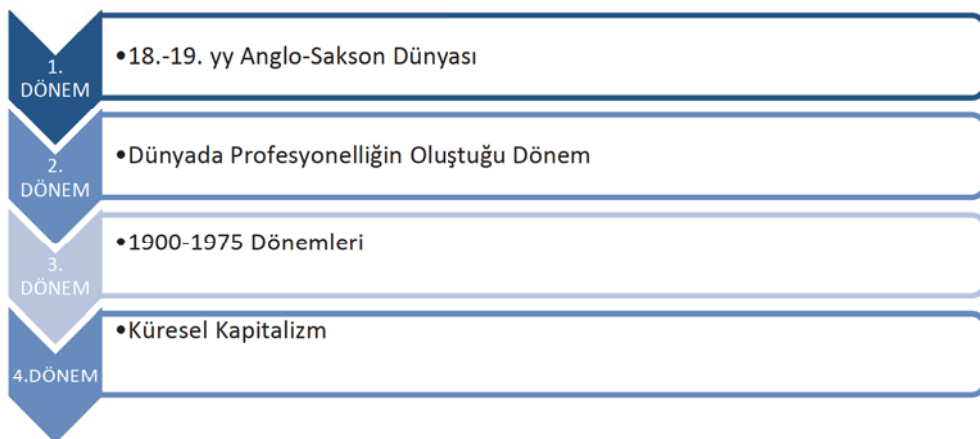 1.
DÖNEM
•18.-19. yy Anglo-Sakson Dünyası
2.
DÖNEM
•Dünyada Profesyonelliğin Oluştuğu Dönem
3.
DÖNEM
•1900-1975 Dönemleri
4.DÖNEM
•Küresel Kapitalizm